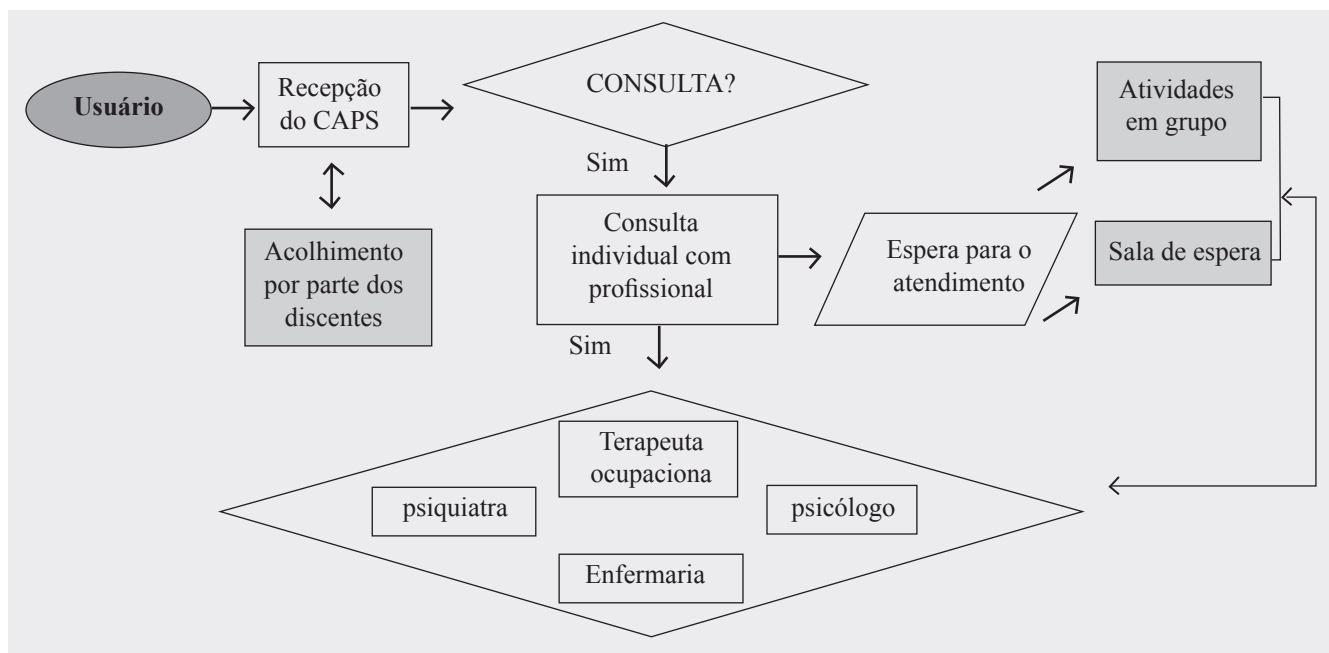 Usuário
Recepção
do CAPS
CONSULTA?
Acolhimento
por parte dos
discentes
Sim
Consulta
individual com
profissional
Espera para o
atendimento
Atividades
em grupo
Sala de espera
Sim
Terapeuta
ocupaciona
psiquiatra
psicólogo
Enfermaria